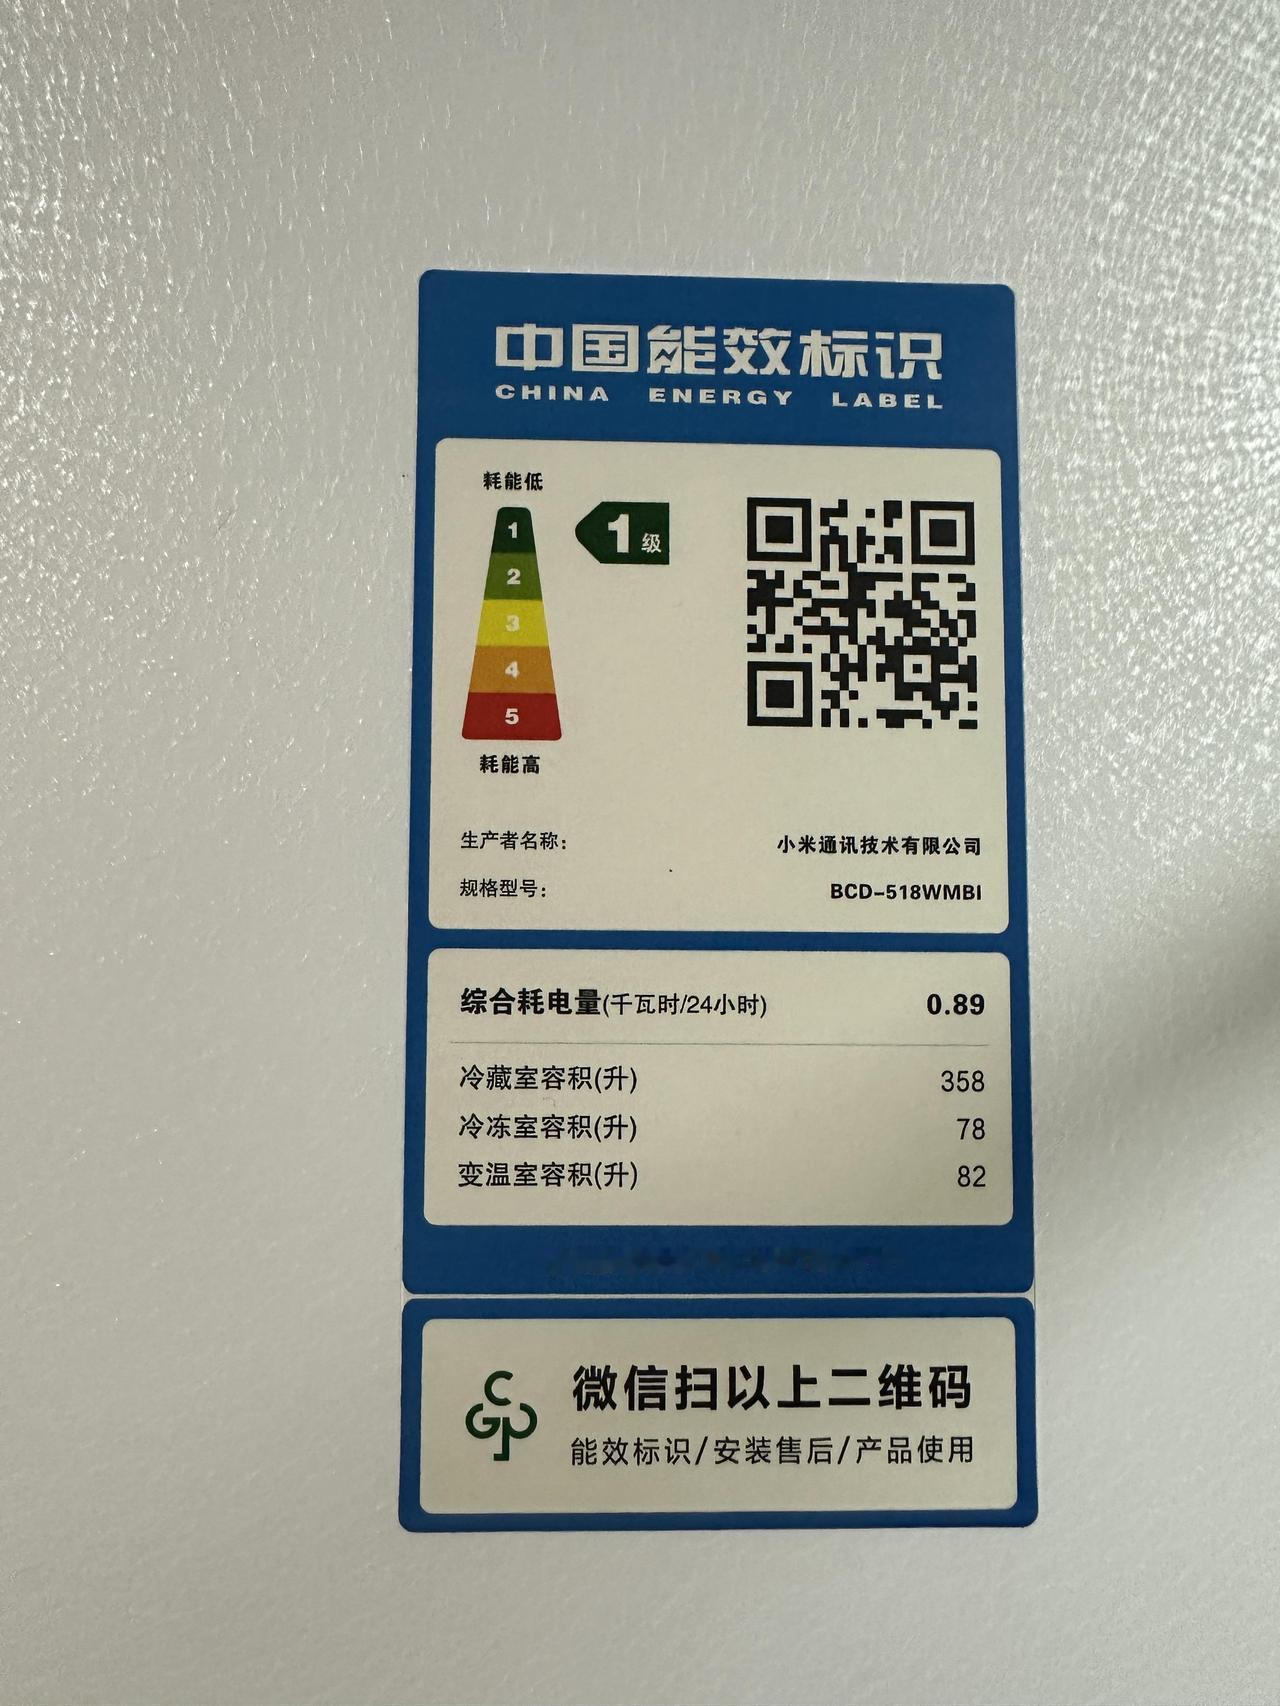 中国能效标识
CHINA ENERGY LABEL
耗能低
1
2
3
4
5
耗能高
1级
生产者名称: 小米通讯技术有限公司
规格型号: BCD-518WMBI
综合耗电量(千瓦时/24小时) 0.89
冷藏室容积(升) 358
冷冻室容积(升) 78
变温室容积(升) 82
CGP
微信扫以上二维码
能效标识/安装售后/产品使用